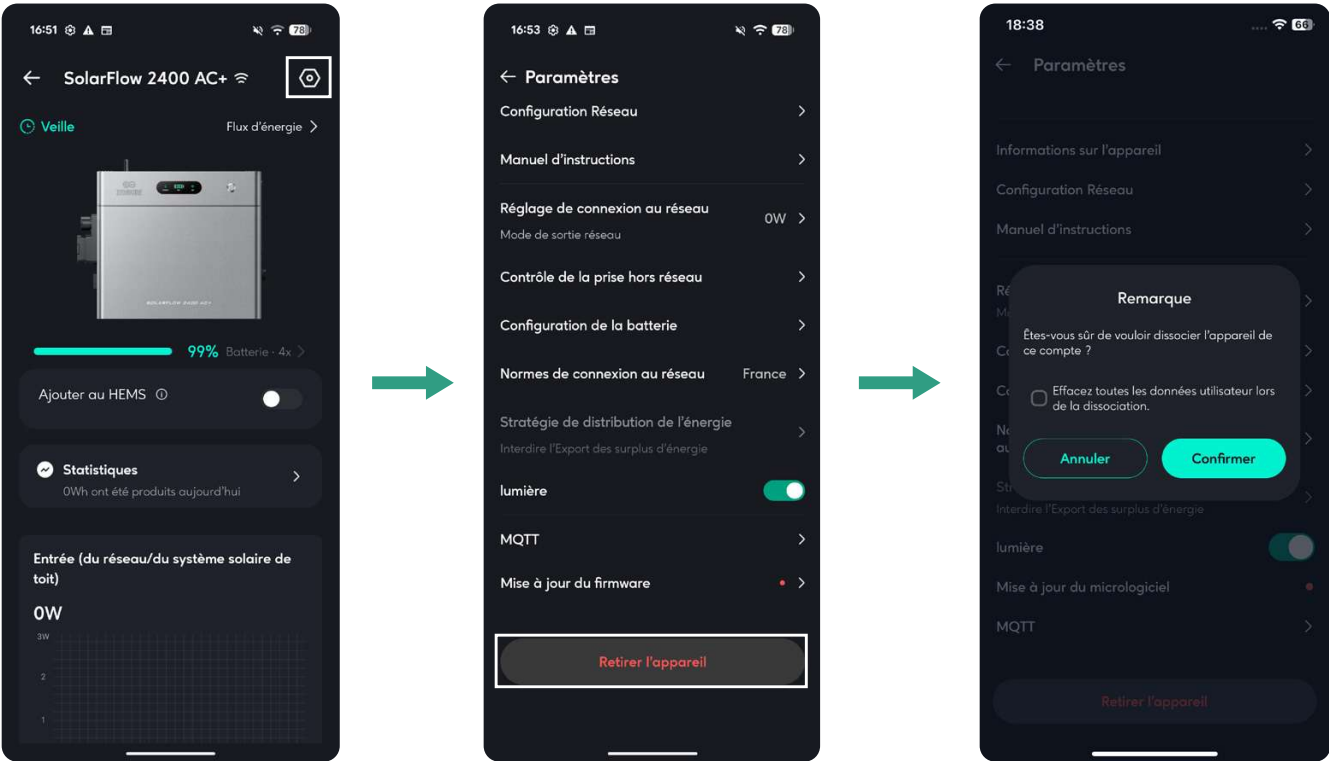 16:51
78
SolarFlow 2400 AC+
Veille
Flux d'énergie
SOLARFLOW 2400 AC+
99% Batterie · 4x
Ajouter au HEMS
Statistiques
0Wh ont été produits aujourd'hui
Entrée (du réseau/du système solaire de
toit)
0W
3W
2
1
16:53
78
Paramètres
Configuration Réseau
Manuel d'instructions
Réglage de connexion au réseau
0W
Mode de sortie réseau
Contrôle de la prise hors réseau
Configuration de la batterie
Normes de connexion au réseau
France
Stratégie de distribution de l'énergie
Interdire l'Export des surplus d'énergie
lumière
MQTT
Mise à jour du firmware
Retirer l'appareil
18:38
66
Paramètres
Informations sur l'appareil
Configuration Réseau
Manuel d'instructions
Remarque
Êtes-vous sûr de vouloir dissocier l'appareil de
ce compte ?
Effacez toutes les données utilisateur lors
de la dissociation.
Annuler
Confirmer
Interdire l'Export des surplus d'énergie
lumière
Mise à jour du micrologiciel
MQTT
Retirer l'appareil